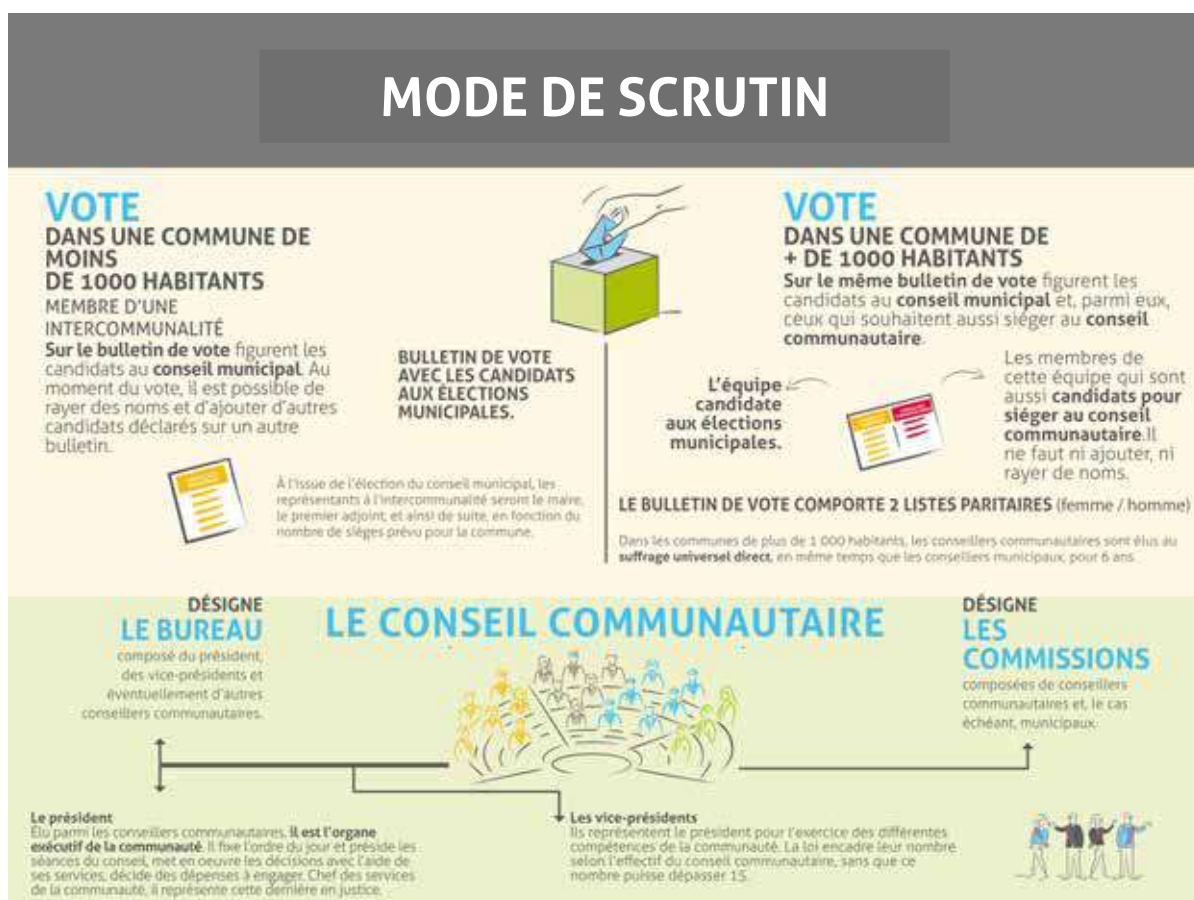 MODE DE SCRUTIN
VOTE
DANS UNE COMMUNE DE
MOINS
DE 1000 HABITANTS
MEMBRE D'UNE
INTERCOMMUNALITÉ
Sur le bulletin de vote figurent les
candidats au conseil municipal. Au
moment du vote, il est possible de
rayer des noms et d'ajouter d'autres
candidats déclarés sur un autre
bulletin.
BULLETIN DE VOTE
AVEC LES CANDIDATS
AUX ÉLECTIONS
MUNICIPALES.
À l'issue de l'élection du conseil municipal, les
représentants à l'intercommunalité seront le maire,
le premier adjoint, et ainsi de suite, en fonction du
nombre de sièges prévu pour la commune.
VOTE
DANS UNE COMMUNE DE
+ DE 1000 HABITANTS
Sur le même bulletin de vote figurent les
candidats au conseil municipal et, parmi eux,
ceux qui souhaitent aussi siéger au conseil
communautaire.
L'équipe
candidate
aux élections
municipales.
Les membres de
cette équipe qui sont
aussi candidats pour
siéger au conseil
communautaire.Il
ne faut ni ajouter, ni
rayer de noms.
LE BULLETIN DE VOTE COMPORTE 2 LISTES PARITAIRES (femme / homme)
Dans les communes de plus de 1 000 habitants, les conseillers communautaires sont élus au
suffrage universel direct, en même temps que les conseillers municipaux, pour 6 ans.
DÉSIGNE
LE BUREAU
composé du président,
des vice-présidents et
éventuellement d'autres
conseillers communautaires.
LE CONSEIL COMMUNAUTAIRE
DÉSIGNE
LES
COMMISSIONS
composées de conseillers
communautaires et, le cas
échéant, municipaux.
Le président
Élu parmi les conseillers communautaires, il est l'organe
exécutif de la communauté. Il fixe l'ordre du jour et préside les
séances du conseil, met en oeuvre les décisions avec l'aide de
ses services, décide des dépenses à engager. Chef des services
de la communauté, il représente cette dernière en justice.
Les vice-présidents
Ils représentent le président pour l'exercice des différentes
compétences de la communauté. La loi encadre leur nombre
selon l'effectif du conseil communautaire, sans que ce
nombre puisse dépasser 15.